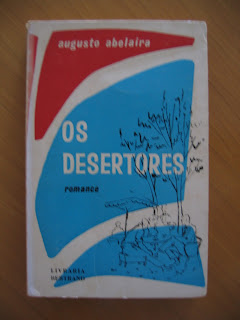 augusto abelaira
OS
DESERTORES
romance
LIVRARIA
BERTRAND